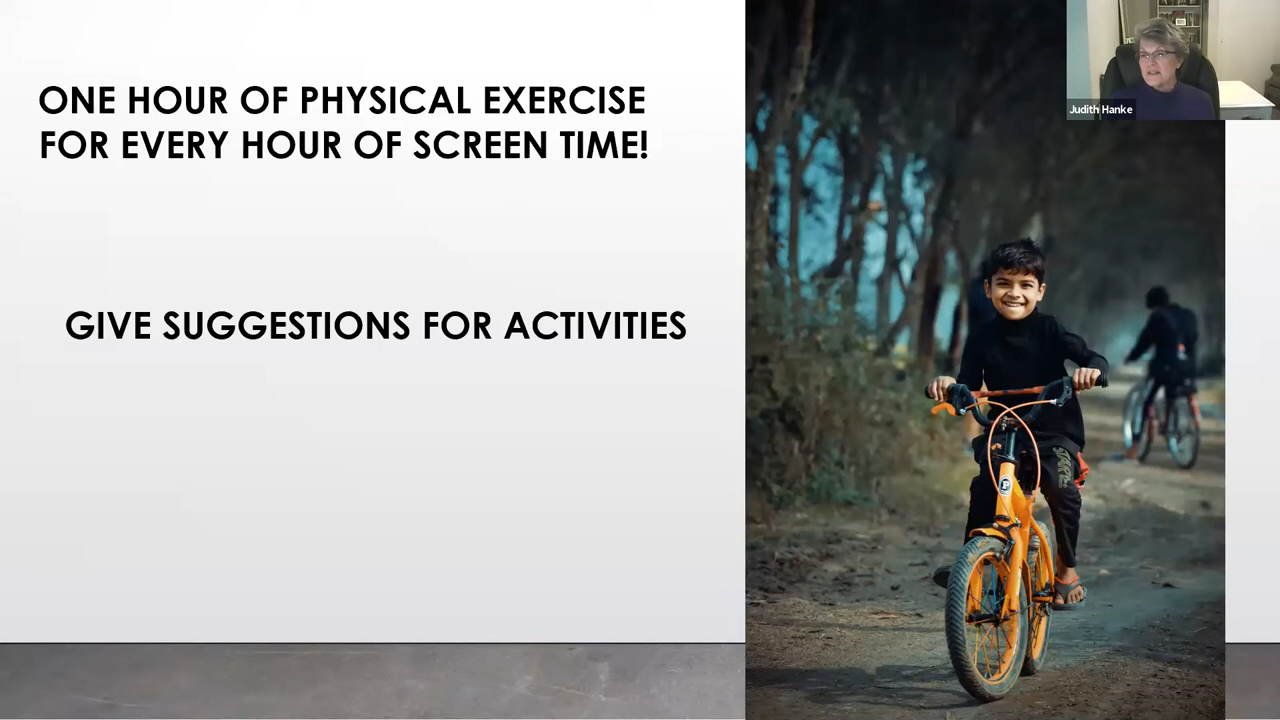 ONE HOUR OF PHYSICAL EXERCISE
FOR EVERY HOUR OF SCREEN TIME!
GIVE SUGGESTIONS FOR ACTIVITIES
Judith Hanke